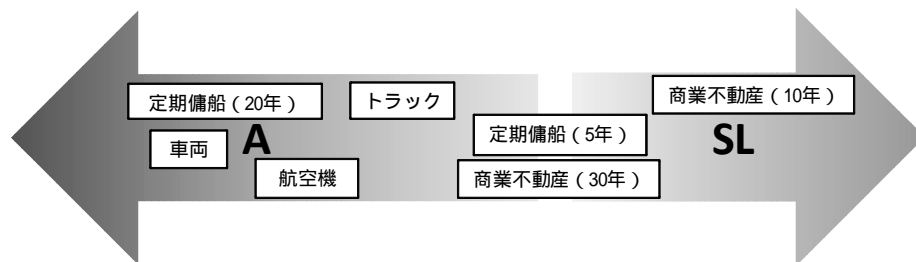 定期傭船（20年）
トラック
商業不動産（10年）
車両
A
定期傭船（5年）
SL
航空機
商業不動産（30年）